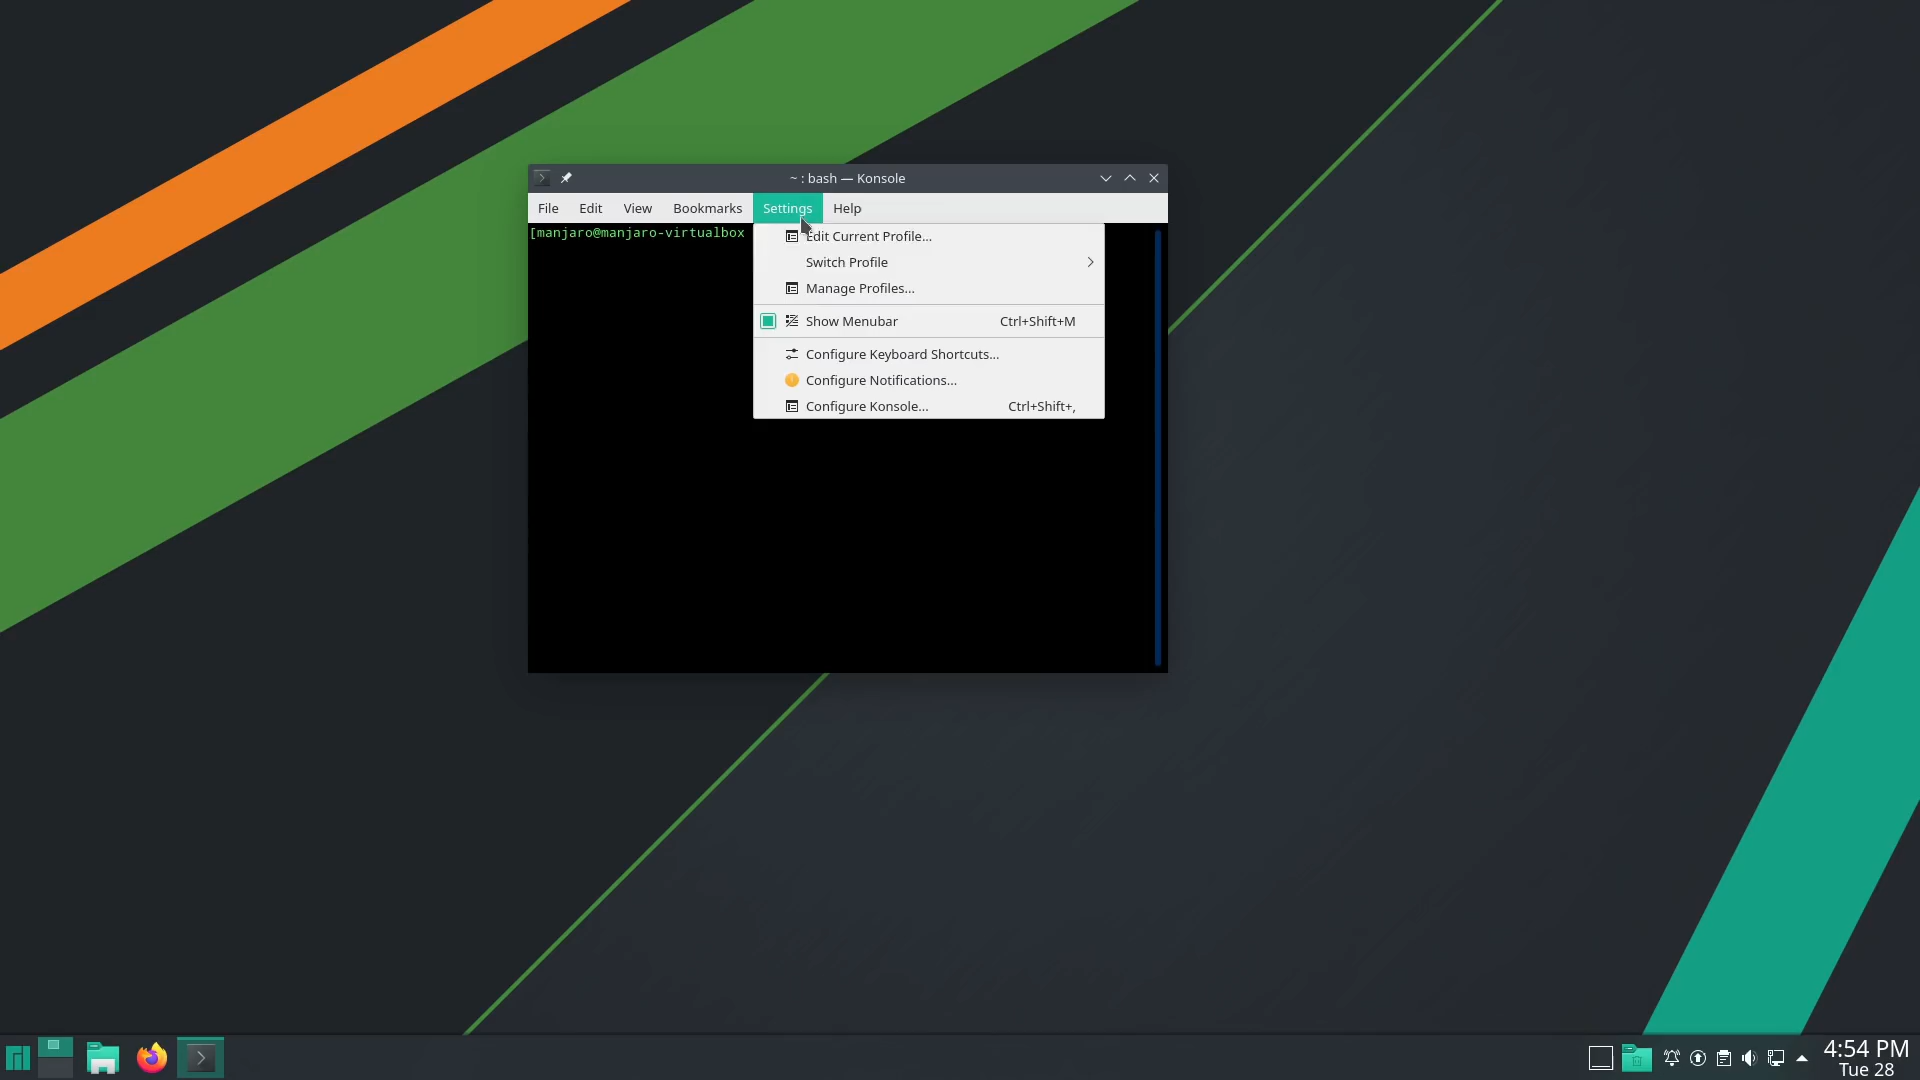 ~ : bash — Konsole
File Edit View Bookmarks Settings Help
[manjaro@manjaro-virtualbox
Edit Current Profile...
Switch Profile
Manage Profiles...
Show Menubar Ctrl+Shift+M
Configure Keyboard Shortcuts...
Configure Notifications...
Configure Konsole... Ctrl+Shift+,
4:54 PM
Tue 28